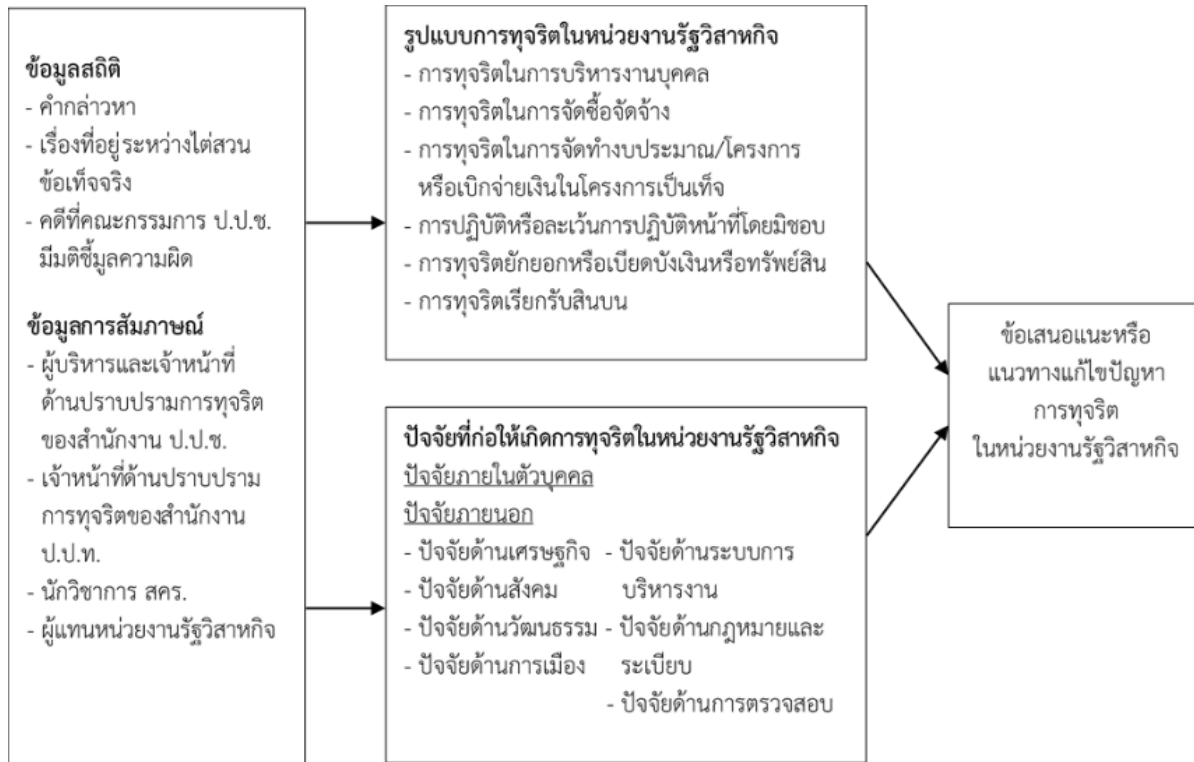 ข้อมูลสถิติ
- คำกล่าวหา
- เรื่องที่อยู่ระหว่างไต่สวน
ข้อเท็จจริง
- คดีที่คณะกรรมการ ป.ป.ช.
มีมติชี้มูลความผิด
ข้อมูลการสัมภาษณ์
- ผู้บริหารและเจ้าหน้าที่
ด้านปราบปรามการทุจริต
ของสำนักงาน ป.ป.ช.
- เจ้าหน้าที่ด้านปราบปราม
การทุจริตของสำนักงาน
ป.ป.ท.
- นักวิชาการ สคร.
- ผู้แทนหน่วยงานรัฐวิสาหกิจ
รูปแบบการทุจริตในหน่วยงานรัฐวิสาหกิจ
- การทุจริตในการบริหารงานบุคคล
- การทุจริตในการจัดซื้อจัดจ้าง
- การทุจริตในการจัดทำงบประมาณ/โครงการ
หรือเบิกจ่ายเงินในโครงการเป็นเท็จ
- การปฏิบัติหรือละเว้นการปฏิบัติหน้าที่โดยมิชอบ
- การทุจริตยักยอกหรือเบียดบังเงินหรือทรัพย์สิน
- การทุจริตเรียกรับสินบน
ปัจจัยที่ก่อให้เกิดการทุจริตในหน่วยงานรัฐวิสาหกิจ
ปัจจัยภายในตัวบุคคล
ปัจจัยภายนอก
- ปัจจัยด้านเศรษฐกิจ
- ปัจจัยด้านสังคม
- ปัจจัยด้านวัฒนธรรม
- ปัจจัยด้านการเมือง
- ปัจจัยด้านระบบการ
บริหารงาน
- ปัจจัยด้านกฎหมายและ
ระเบียบ
- ปัจจัยด้านการตรวจสอบ
ข้อเสนอแนะหรือ
แนวทางแก้ไขปัญหา
การทุจริต
ในหน่วยงานรัฐวิสาหกิจ